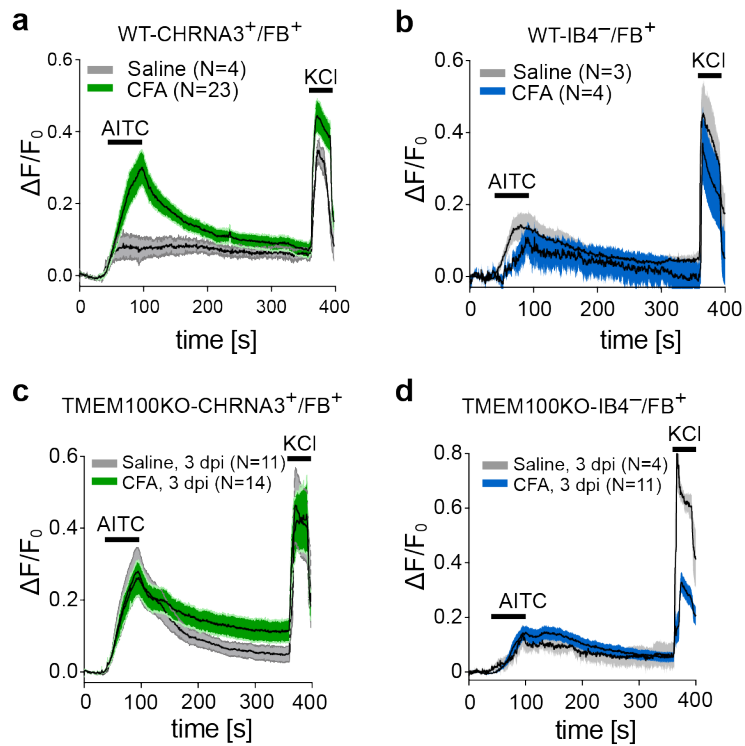 a
WT-CHRNA3⁺/FB⁺
0.6
0.4
0.2
0.0
ΔF/F₀
Saline (N=4)
CFA (N=23)
AITC
KCl
0
100
200
300
400
time [s]
b
WT-IB4⁻/FB⁺
0.6
0.4
0.2
0.0
ΔF/F₀
Saline (N=3)
CFA (N=4)
AITC
KCl
0
100
200
300
400
time [s]
c
TMEM100KO-CHRNA3⁺/FB⁺
0.6
0.4
0.2
0.0
ΔF/F₀
Saline, 3 dpi (N=11)
CFA, 3 dpi (N=14)
AITC
KCl
0
100
200
300
400
time [s]
d
TMEM100KO-IB4⁻/FB⁺
0.8
0.6
0.4
0.2
0.0
ΔF/F₀
Saline, 3 dpi (N=4)
CFA, 3 dpi (N=11)
AITC
KCl
0
100
200
300
400
time [s]